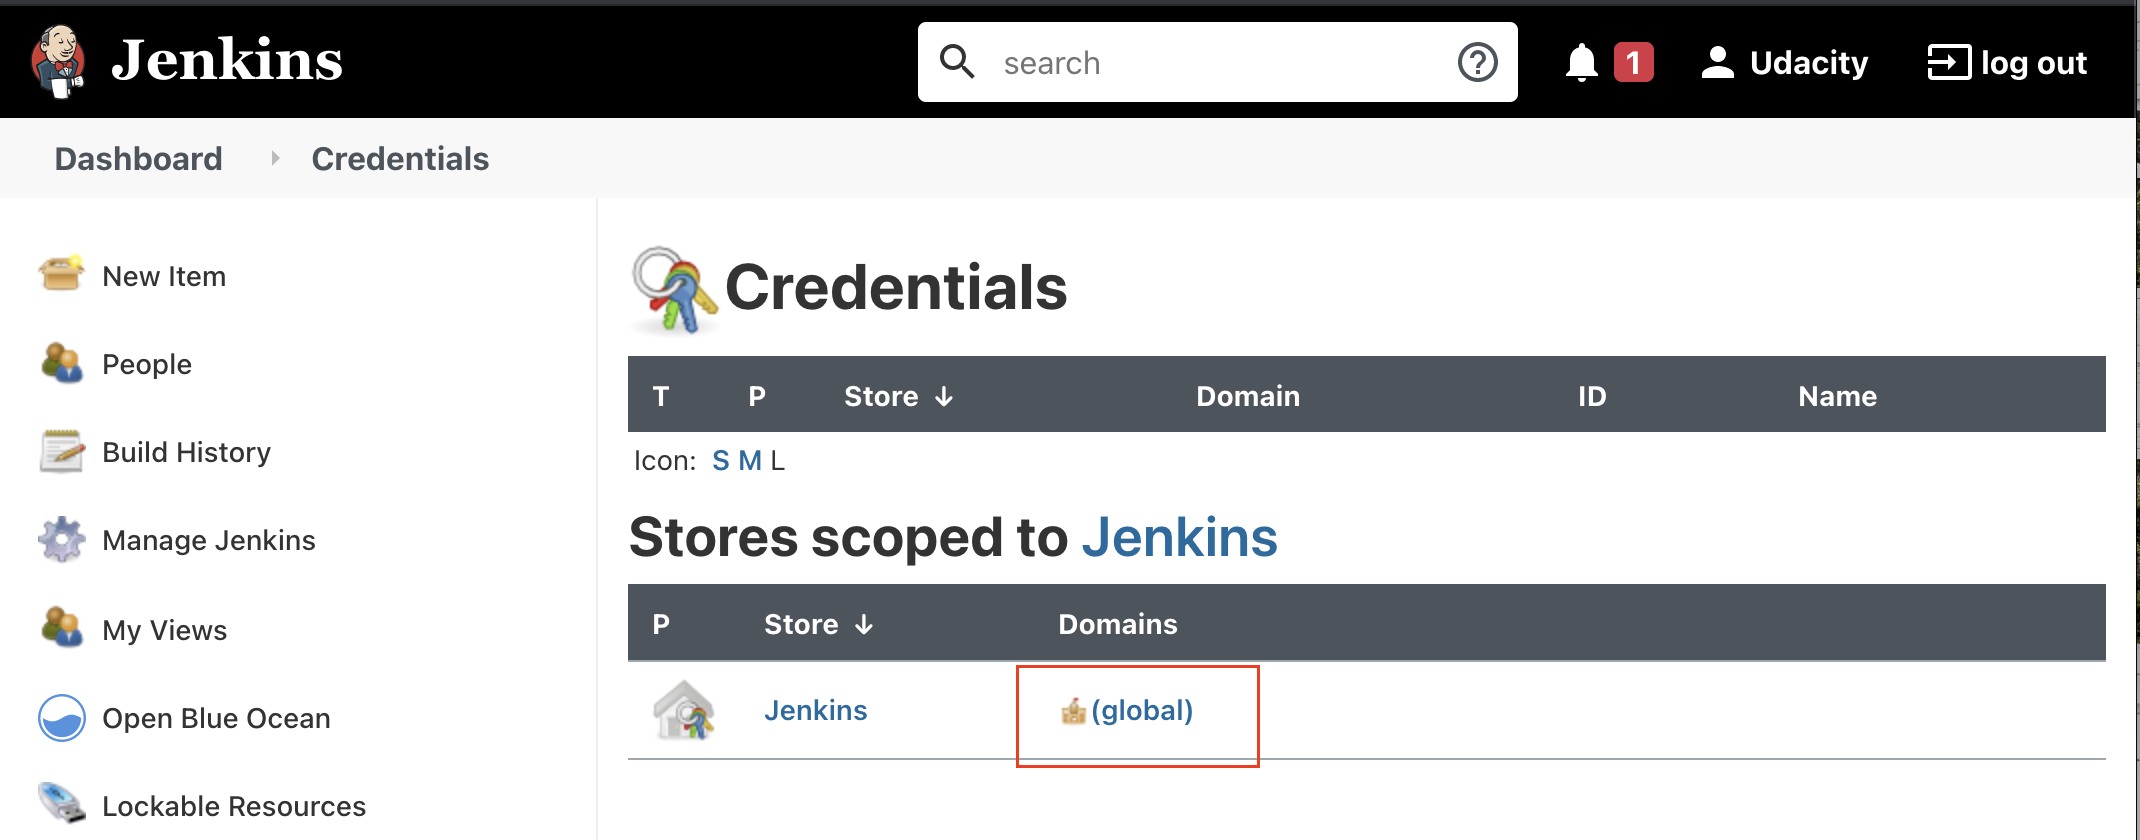 Jenkins
search
1
Udacity
log out
Dashboard
Credentials
New Item
People
Build History
Manage Jenkins
My Views
Open Blue Ocean
Lockable Resources
Credentials
T P Store ↓ Domain ID Name
Icon: S M L
Stores scoped to Jenkins
P Store ↓ Domains
Jenkins (global)